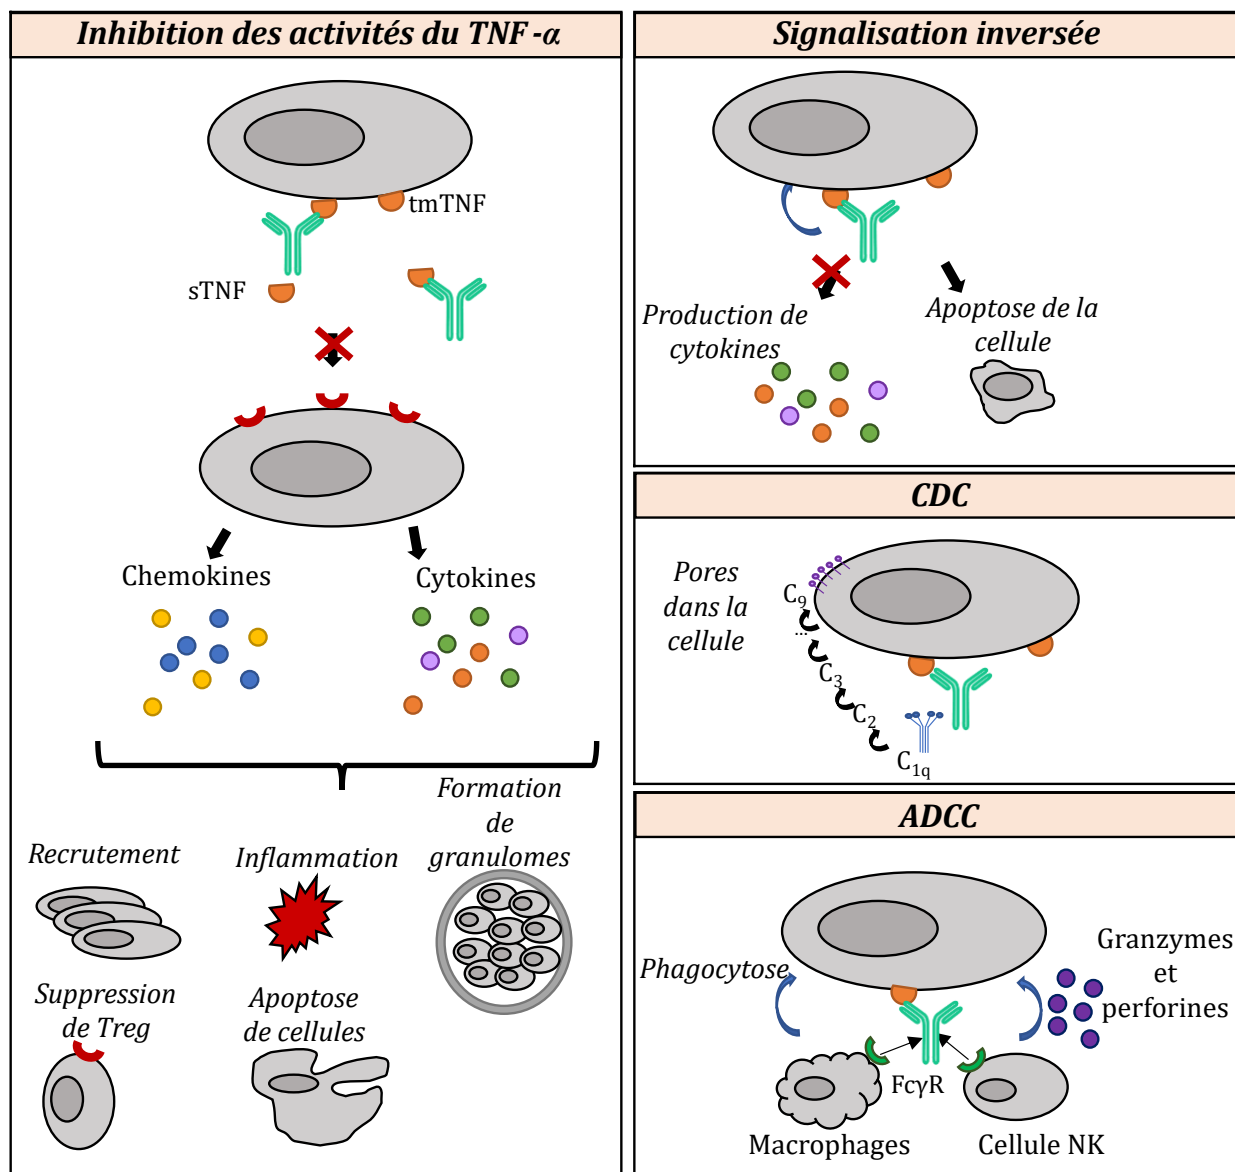 Inhibition des activités du TNF-α
tmTNF
sTNF
Chemokines
Cytokines
Recrutement
Inflammation
Formation
de
granulomes
Suppression
de Treg
Apoptose
de cellules
Signalisation inversée
Production de
cytokines
Apoptose de la
cellule
CDC
Pores
dans la
cellule
C9
...
C3
C2
C1q
ADCC
Phagocytose
Granzymes
et
perforines
FcγR
Macrophages
Cellule NK